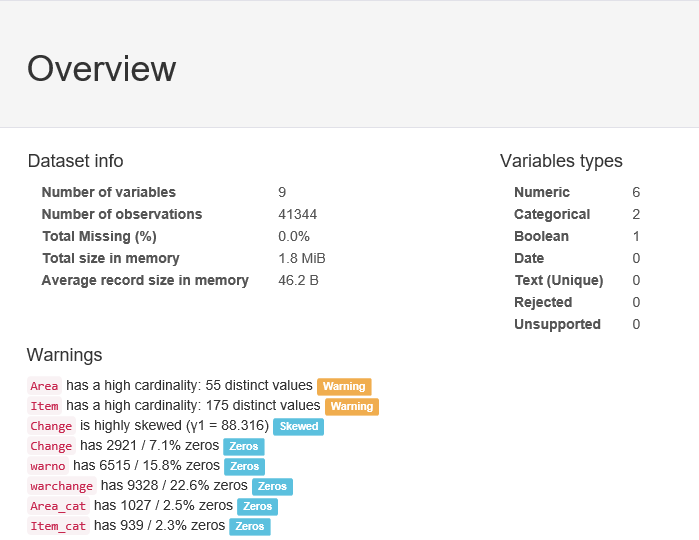 Overview
Dataset info
Number of variables 9
Number of observations 41344
Total Missing (%) 0.0%
Total size in memory 1.8 MiB
Average record size in memory 46.2 B
Variables types
Numeric 6
Categorical 2
Boolean 1
Date 0
Text (Unique) 0
Rejected 0
Unsupported 0
Warnings
Area has a high cardinality: 55 distinct values Warning
Item has a high cardinality: 175 distinct values Warning
Change is highly skewed (γ1 = 88.316) Skewed
Change has 2921 / 7.1% zeros Zeros
warno has 6515 / 15.8% zeros Zeros
warchange has 9328 / 22.6% zeros Zeros
Area_cat has 1027 / 2.5% zeros Zeros
Item_cat has 939 / 2.3% zeros Zeros